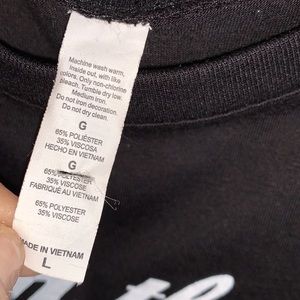 Machine wash warm,
Inside out, with like
colors, Only non-chlorine
bleach. Tumble dry low.
Medium iron.
Do not iron decoration.
Do not dry clean.
G
65% POLIÉSTER
35% VISCOSA
HECHO EN VIETNAM
G
65% POLYESTER
35% VISCOSE
FABRIQUÉ AU VIETNAM
65% POLYESTER
35% VISCOSE
MADE IN VIETNAM
L